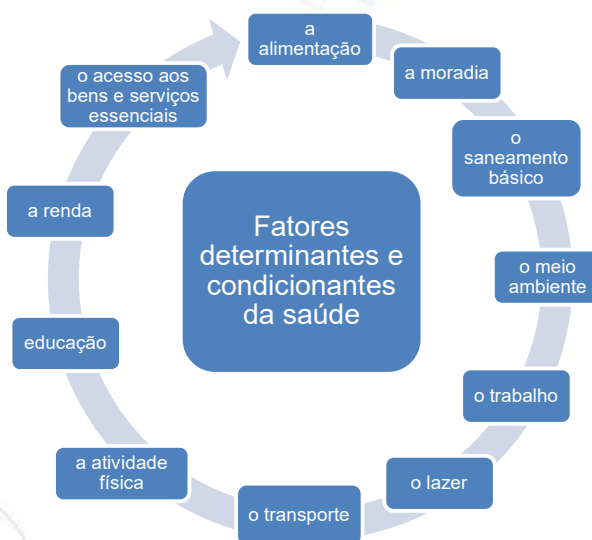 a
alimentação
a moradia
o
saneamento
básico
o meio
ambiente
o trabalho
o lazer
o transporte
a atividade
física
educação
a renda
o acesso aos
bens e serviços
essenciais
Fatores
determinantes e
condicionantes
da saúde